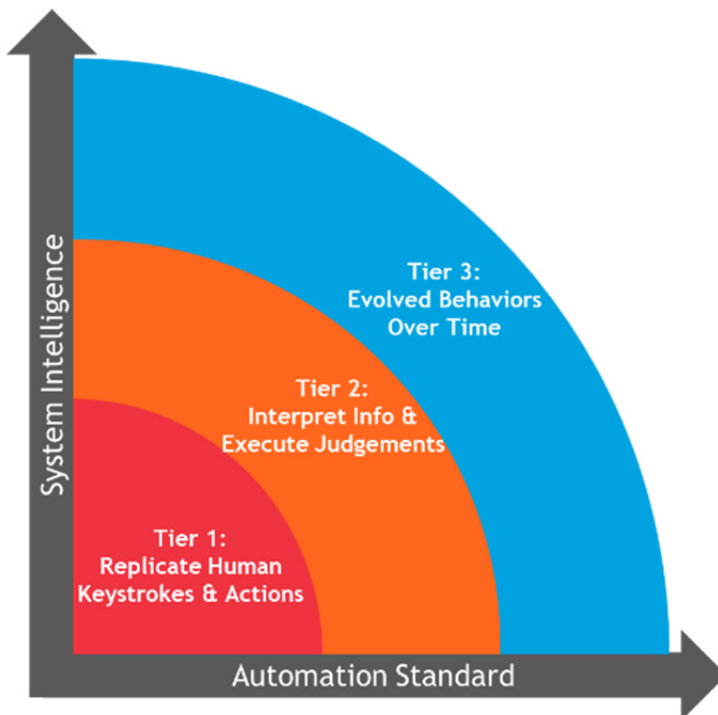 System Intelligence
Tier 3:
Evolved Behaviors
Over Time
Tier 2:
Interpret Info &
Execute Judgements
Tier 1:
Replicate Human
Keystrokes & Actions
Automation Standard